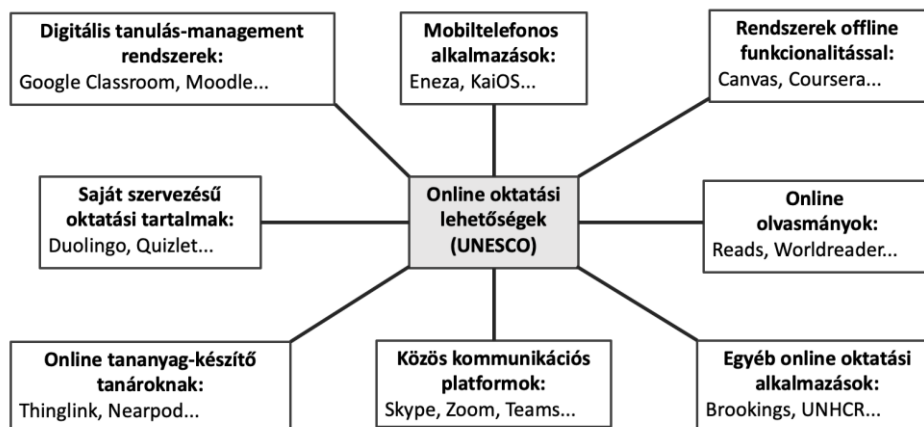 Digitális tanulás-management
rendszerek:
Google Classroom, Moodle...
Mobiltelefonos
alkalmazások:
Eneza, KaiOS...
Rendszerek offline
funkcionalitással:
Canvas, Coursera...
Saját szervezésű
oktatási tartalmak:
Duolingo, Quizlet...
Online oktatási
lehetőségek
(UNESCO)
Online
olvasmányok:
Reads, Worldreader...
Online tananyag-készítő
tanároknak:
Thinglink, Nearpod...
Közös kommunikációs
platformok:
Skype, Zoom, Teams...
Egyéb online oktatási
alkalmazások:
Brookings, UNHCR...